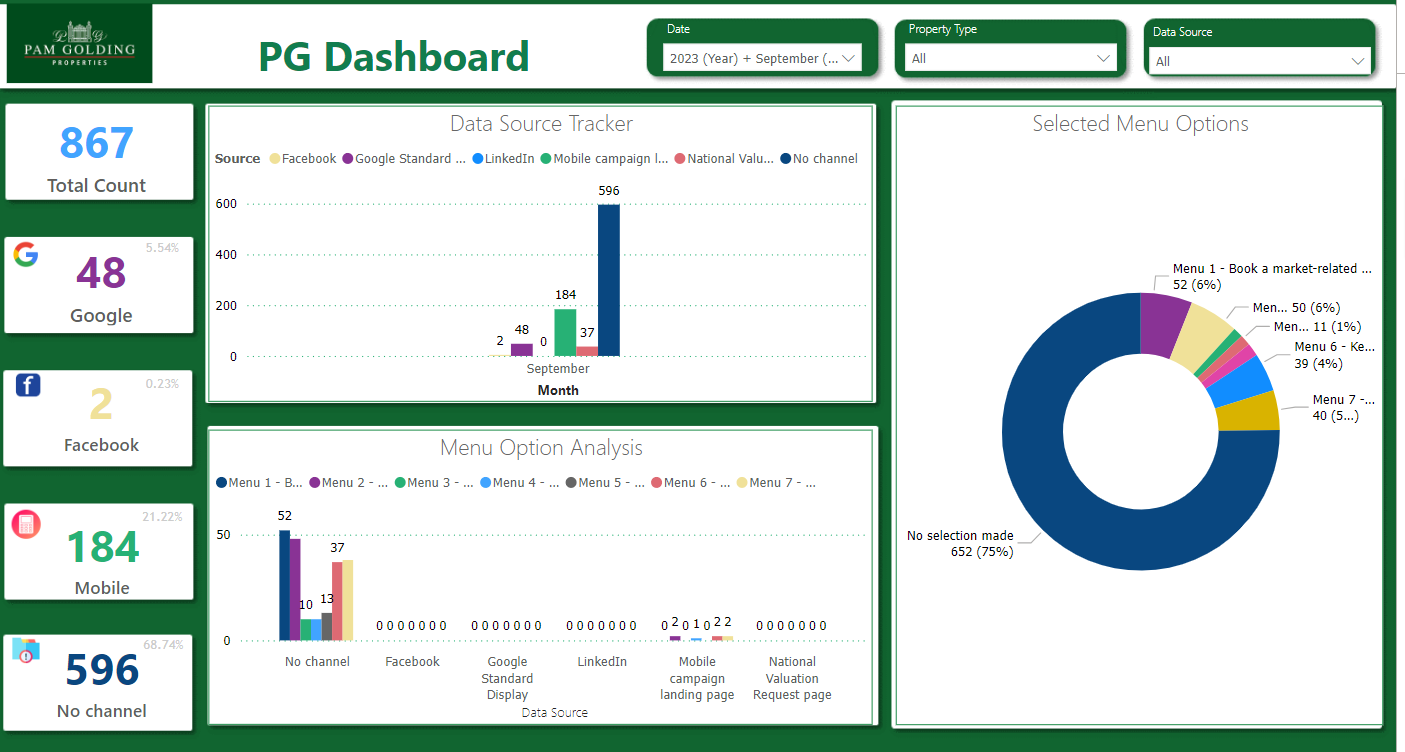 PAM GOLDING
PROPERTIES
PG Dashboard
Date
2023 (Year) + September (...
Property Type
All
Data Source
All
867
Total Count
5.54%
48
Google
0.23%
2
Facebook
21.22%
184
Mobile
68.74%
596
No channel
Data Source Tracker
Source Facebook Google Standard ... LinkedIn Mobile campaign l... National Valu... No channel
600
400
200
0
2
48
0
184
37
596
September
Month
Menu Option Analysis
Menu 1 - B... Menu 2 - ... Menu 3 - ... Menu 4 - ... Menu 5 - ... Menu 6 - ... Menu 7 - ...
50
0
52
10
13
37
0 0 0 0 0 0 0
0 0 0 0 0 0 0
0 0 0 0 0 0 0
0 2 0 1 0 2 2
0 0 0 0 0 0 0
No channel
Facebook
Google
Standard
Display
LinkedIn
Mobile
campaign
landing page
National
Valuation
Request page
Data Source
Selected Menu Options
Menu 1 - Book a market-related ...
52 (6%)
Men... 50 (6%)
Men... 11 (1%)
Menu 6 - Ke...
39 (4%)
Menu 7 -...
40 (5...)
No selection made
652 (75%)